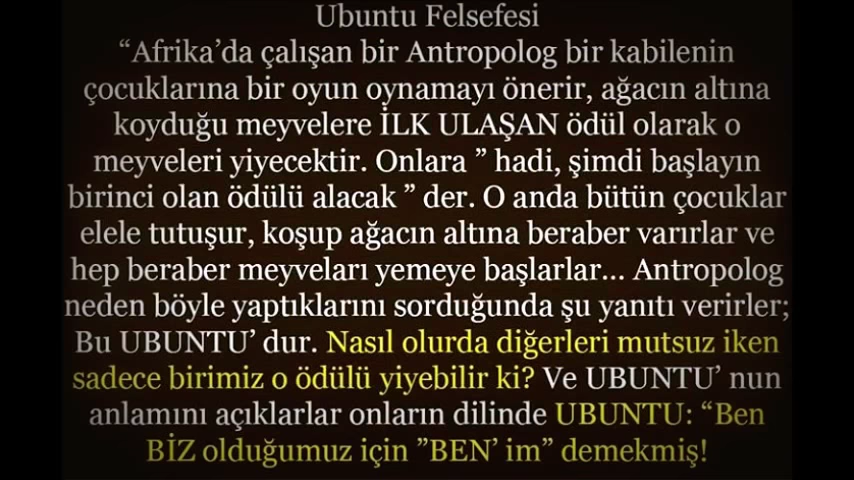 Ubuntu Felsefesi
“Afrika’da çalışan bir Antropolog bir kabilenin
çocuklarına bir oyun oynamayı önerir, ağacın altına
koyduğu meyvelere İLK ULAŞAN ödül olarak o
meyveleri yiyecektir. Onlara ” hadi, şimdi başlayın
birinci olan ödülü alacak ” der. O anda bütün çocuklar
elele tutuşur, koşup ağacın altına beraber varırlar ve
hep beraber meyveları yemeye başlarlar... Antropolog
neden böyle yaptıklarını sorduğunda şu yanıtı verirler;
Bu UBUNTU’ dur. Nasıl olurda diğerleri mutsuz iken
sadece birimiz o ödülü yiyebilir ki? Ve UBUNTU’ nun
anlamını açıklarlar onların dilinde UBUNTU: “Ben
BİZ olduğumuz için ”BEN’ im” demekmiş!